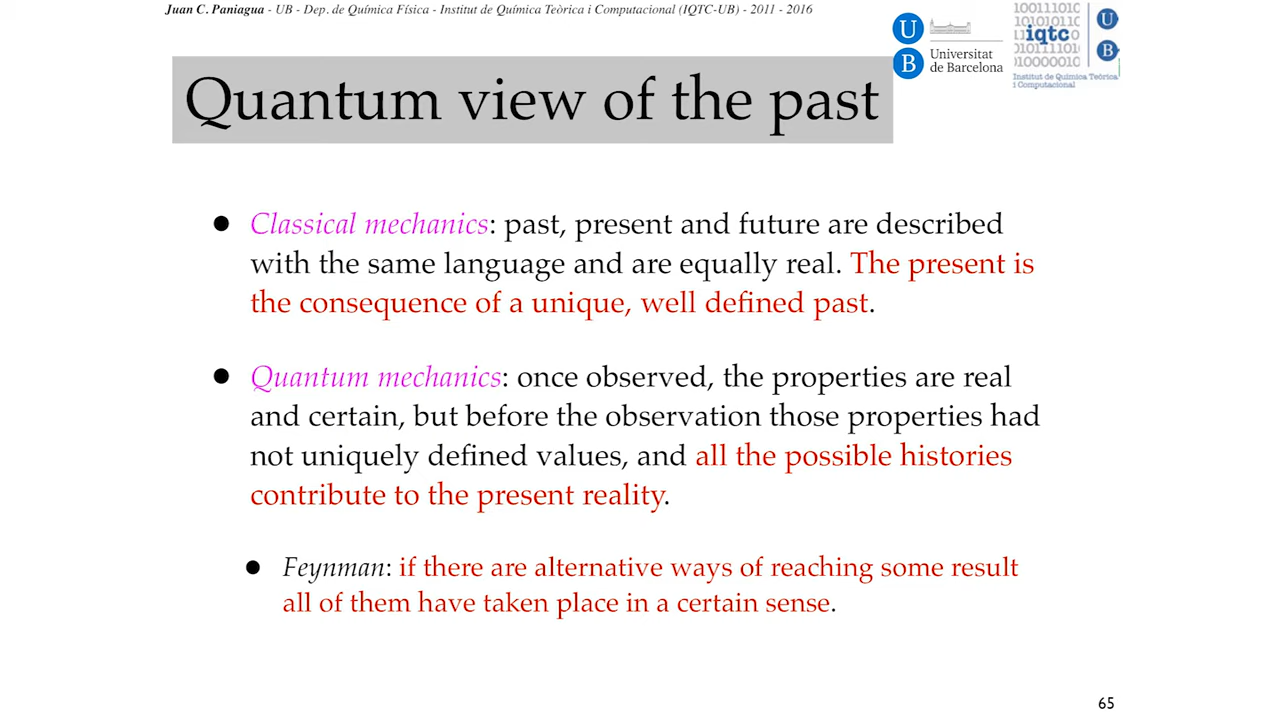 Juan C. Paniagua - UB - Dep. de Química Física - Institut de Química Teòrica i Computacional (IQTC-UB) - 2011 - 2016
U
B
Universitat
de Barcelona
iqtc
U
B
Institut de Química Teòrica
i Computacional
Quantum view of the past
● Classical mechanics: past, present and future are described
with the same language and are equally real. The present is
the consequence of a unique, well defined past.
● Quantum mechanics: once observed, the properties are real
and certain, but before the observation those properties had
not uniquely defined values, and all the possible histories
contribute to the present reality.
● Feynman: if there are alternative ways of reaching some result
all of them have taken place in a certain sense.
65